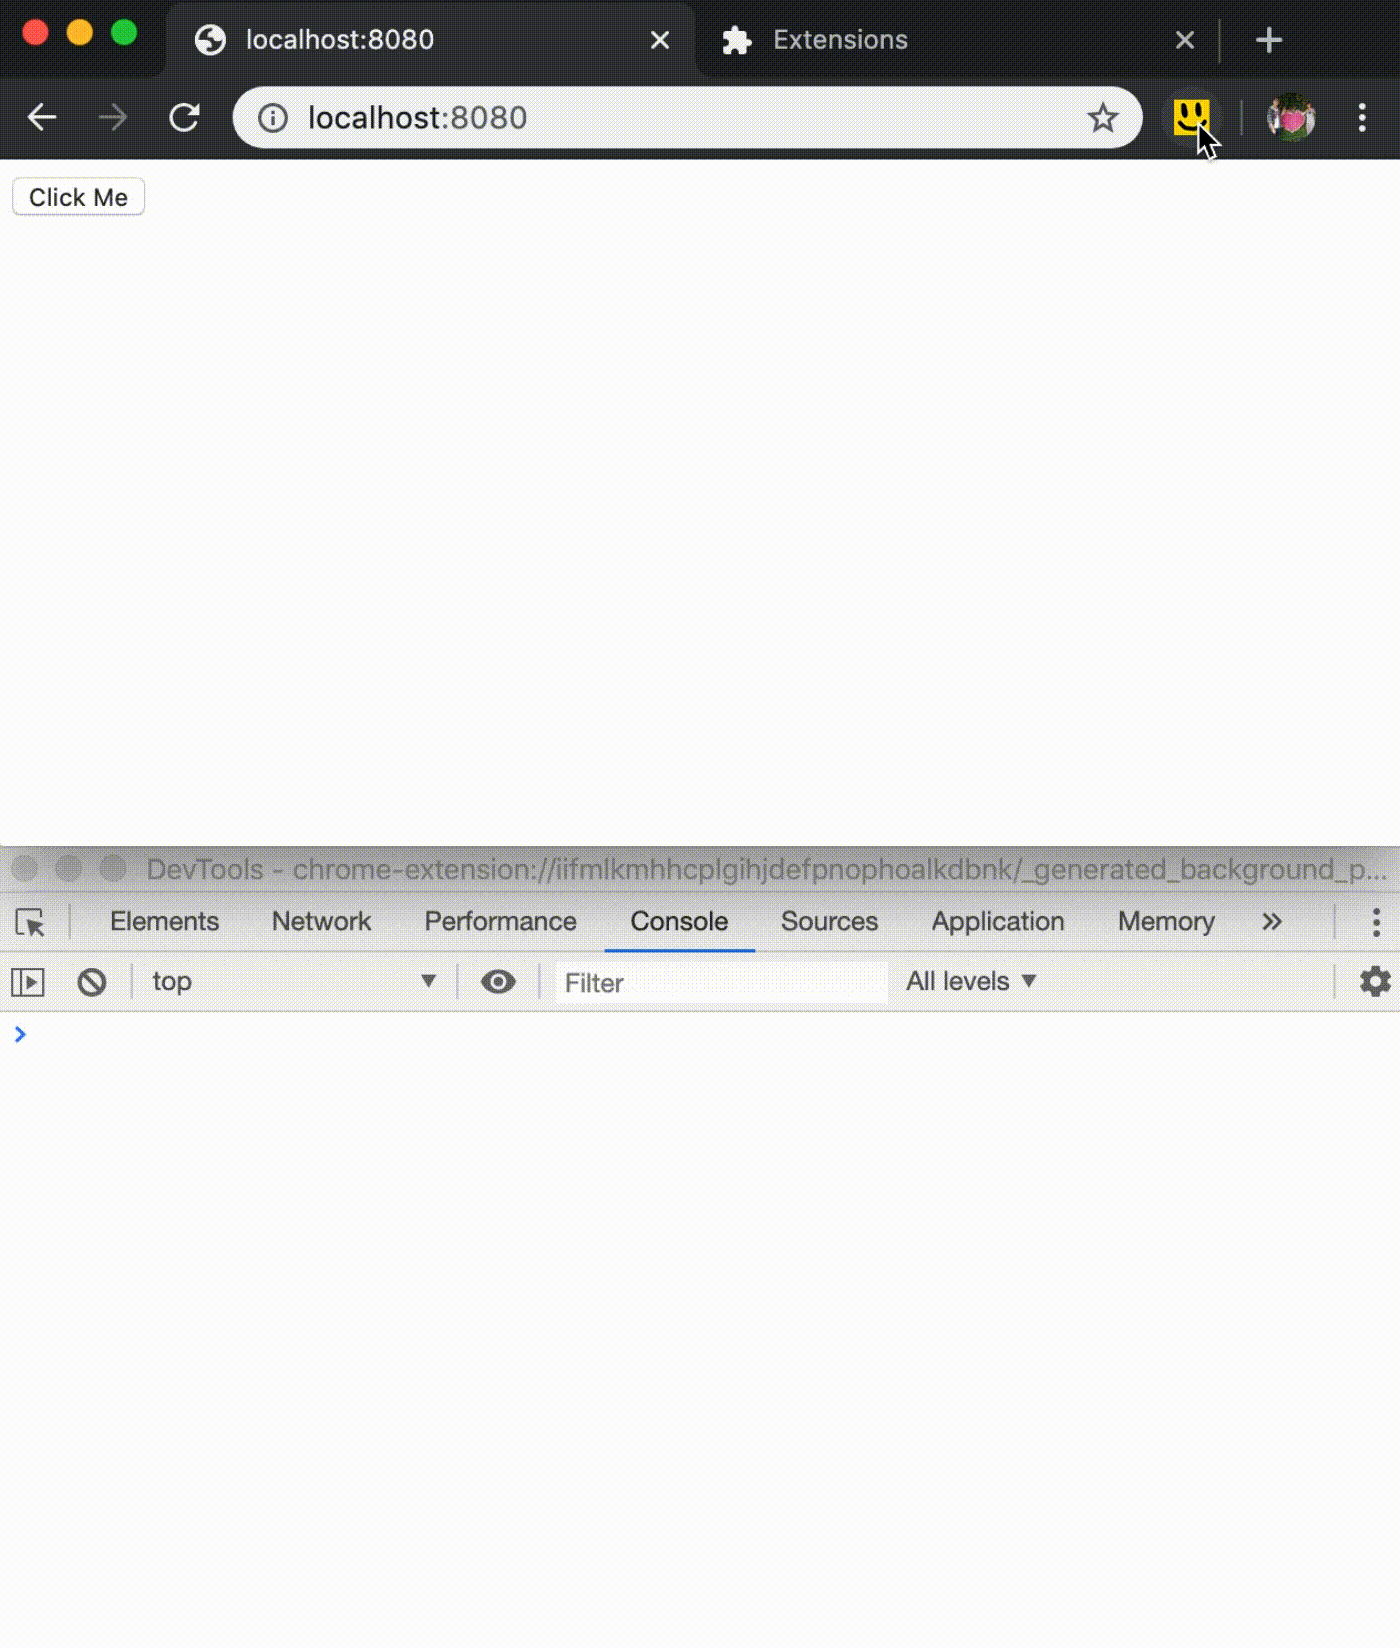 localhost:8080 Extensions
localhost:8080
Click Me
DevTools - chrome-extension://iifmlkmhhcplgihjdefpnophoalkdbnk/_generated_background_p...
Elements Network Performance Console Sources Application Memory
top Filter All levels